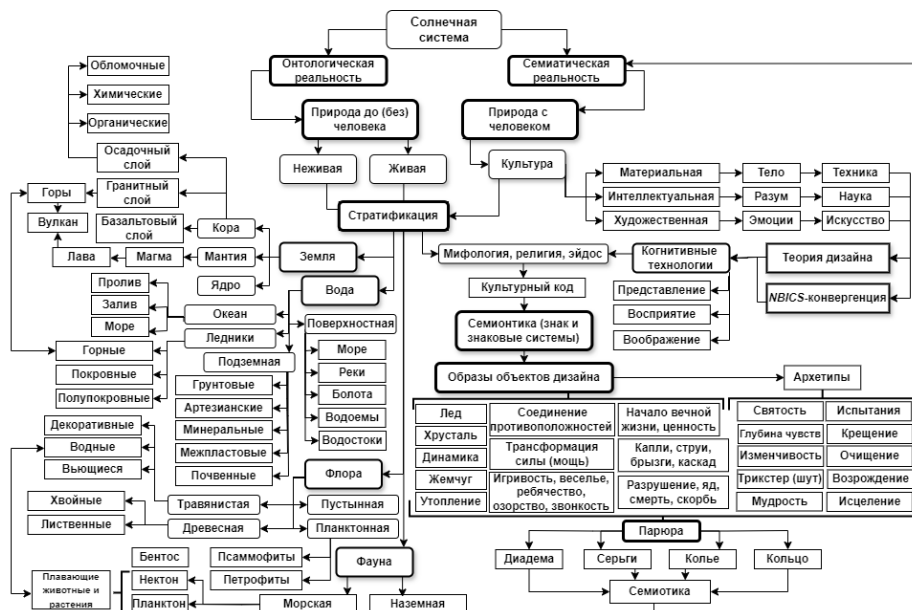 Солнечная
система
Онтологическая
реальность
Семиатическая
реальность
Природа до (без)
человека
Природа с
человеком
Неживая
Живая
Культура
Стратификация
Обломочные
Химические
Органические
Осадочный
слой
Гранитный
слой
Базальтовый
слой
Горы
Вулкан
Лава
Магма
Кора
Мантия
Ядро
Земля
Материальная
Тело
Техника
Интеллектуальная
Разум
Наука
Художественная
Эмоции
Искусство
Мифология, религия, эйдос
Когнитивные
технологии
Теория дизайна
NBICS-конвергенция
Представление
Восприятие
Воображение
Культурный код
Семионтика (знак и
знаковые системы)
Образы объектов дизайна
Архетипы
Вода
Пролив
Залив
Море
Океан
Ледники
Горные
Покровные
Полупокровные
Поверхностная
Море
Реки
Болота
Водоемы
Водостоки
Подземная
Грунтовые
Артезианские
Минеральные
Межпластовые
Почвенные
Лед
Хрусталь
Динамика
Жемчуг
Утопление
Соединение
противоположностей
Трансформация
силы (мощь)
Игривость, веселье,
ребячество,
озорство, звонкость
Начало вечной
жизни, ценность
Капли, струи,
брызги, каскад
Разрушение, яд,
смерть, скорбь
Святость
Глубина чувств
Изменчивость
Трикстер (шут)
Мудрость
Испытания
Крещение
Очищение
Возрождение
Исцеление
Декоративные
Водные
Вьющиеся
Флора
Хвойные
Лиственные
Травянистая
Древесная
Пустынная
Планктонная
Псаммофиты
Петрофиты
Фауна
Морская
Наземная
Бентос
Нектон
Планктон
Плавающие
животные и
растения
Парюра
Диадема
Серьги
Колье
Кольцо
Семиотика